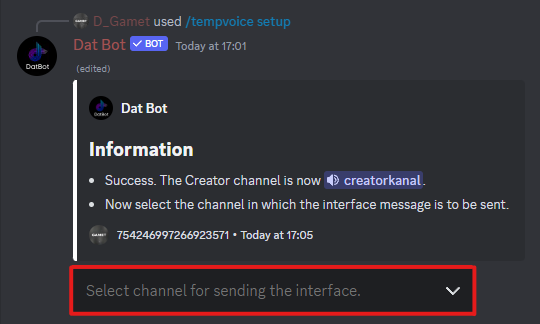 D_Gamet used /tempvoice setup
Dat Bot BOT Today at 17:01
DatBot
(edited)
Dat Bot
Information
• Success. The Creator channel is now creatorkanal.
• Now select the channel in which the interface message is to be sent.
GAMET 754246997266923571 • Today at 17:05
Select channel for sending the interface.